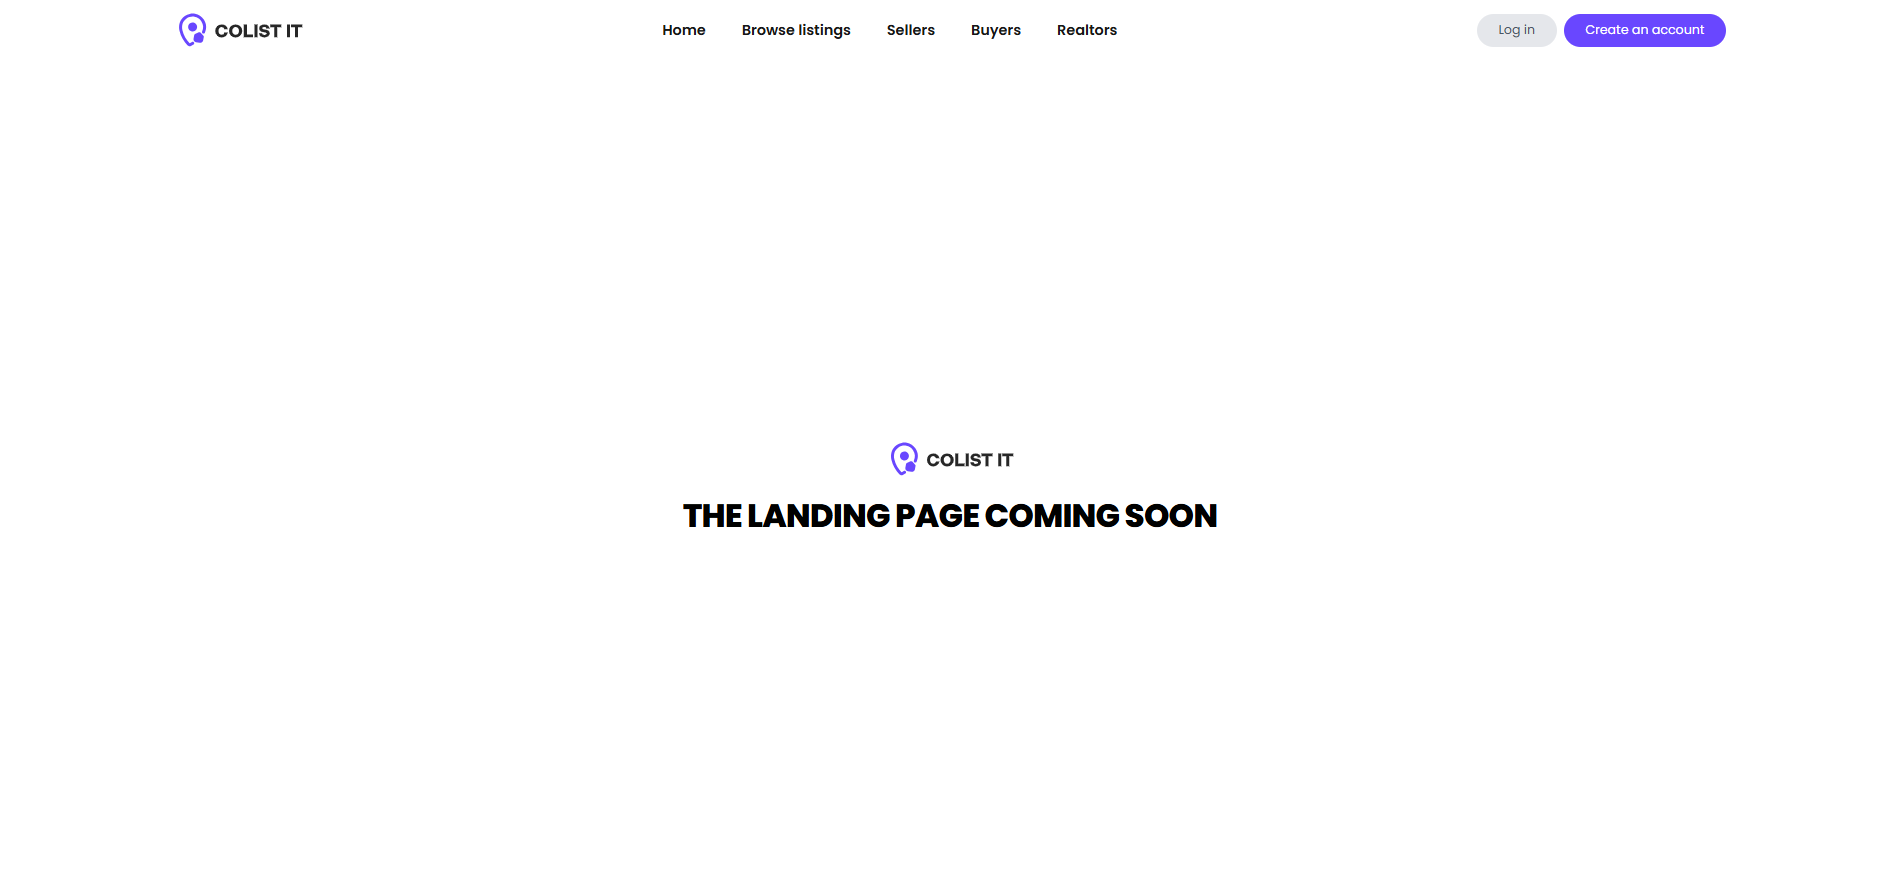 COLIST IT
Home Browse listings Sellers Buyers Realtors
Log in Create an account
COLIST IT
THE LANDING PAGE COMING SOON